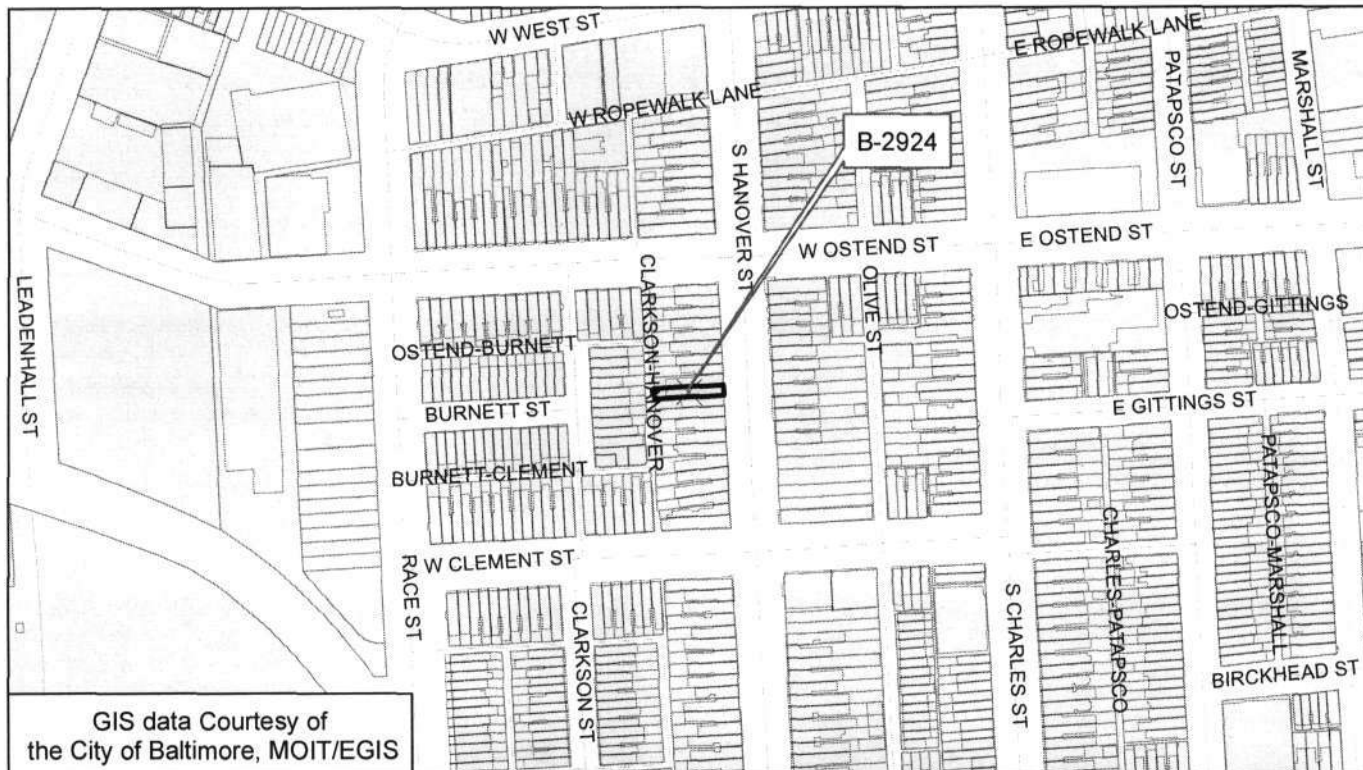 W WEST ST
E ROPEWALK LANE
MARSHALL ST
PATAPSCO ST
W ROPEWALK LANE
B-2924
S HANOVER ST
W OSTEND ST
E OSTEND ST
CLARKSON-HANOVER
OLIVE ST
LEADENHALL ST
OSTEND-GITTINGS
OSTEND-BURNETT
BURNETT ST
E GITTINGS ST
BURNETT-CLEMENT
PATAPSCO-MARSHALL
CHARLES-PATAPSCO
W CLEMENT ST
RACE ST
CLARKSON ST
S CHARLES ST
BIRCKHEAD ST
GIS data Courtesy of
the City of Baltimore, MOIT/EGIS